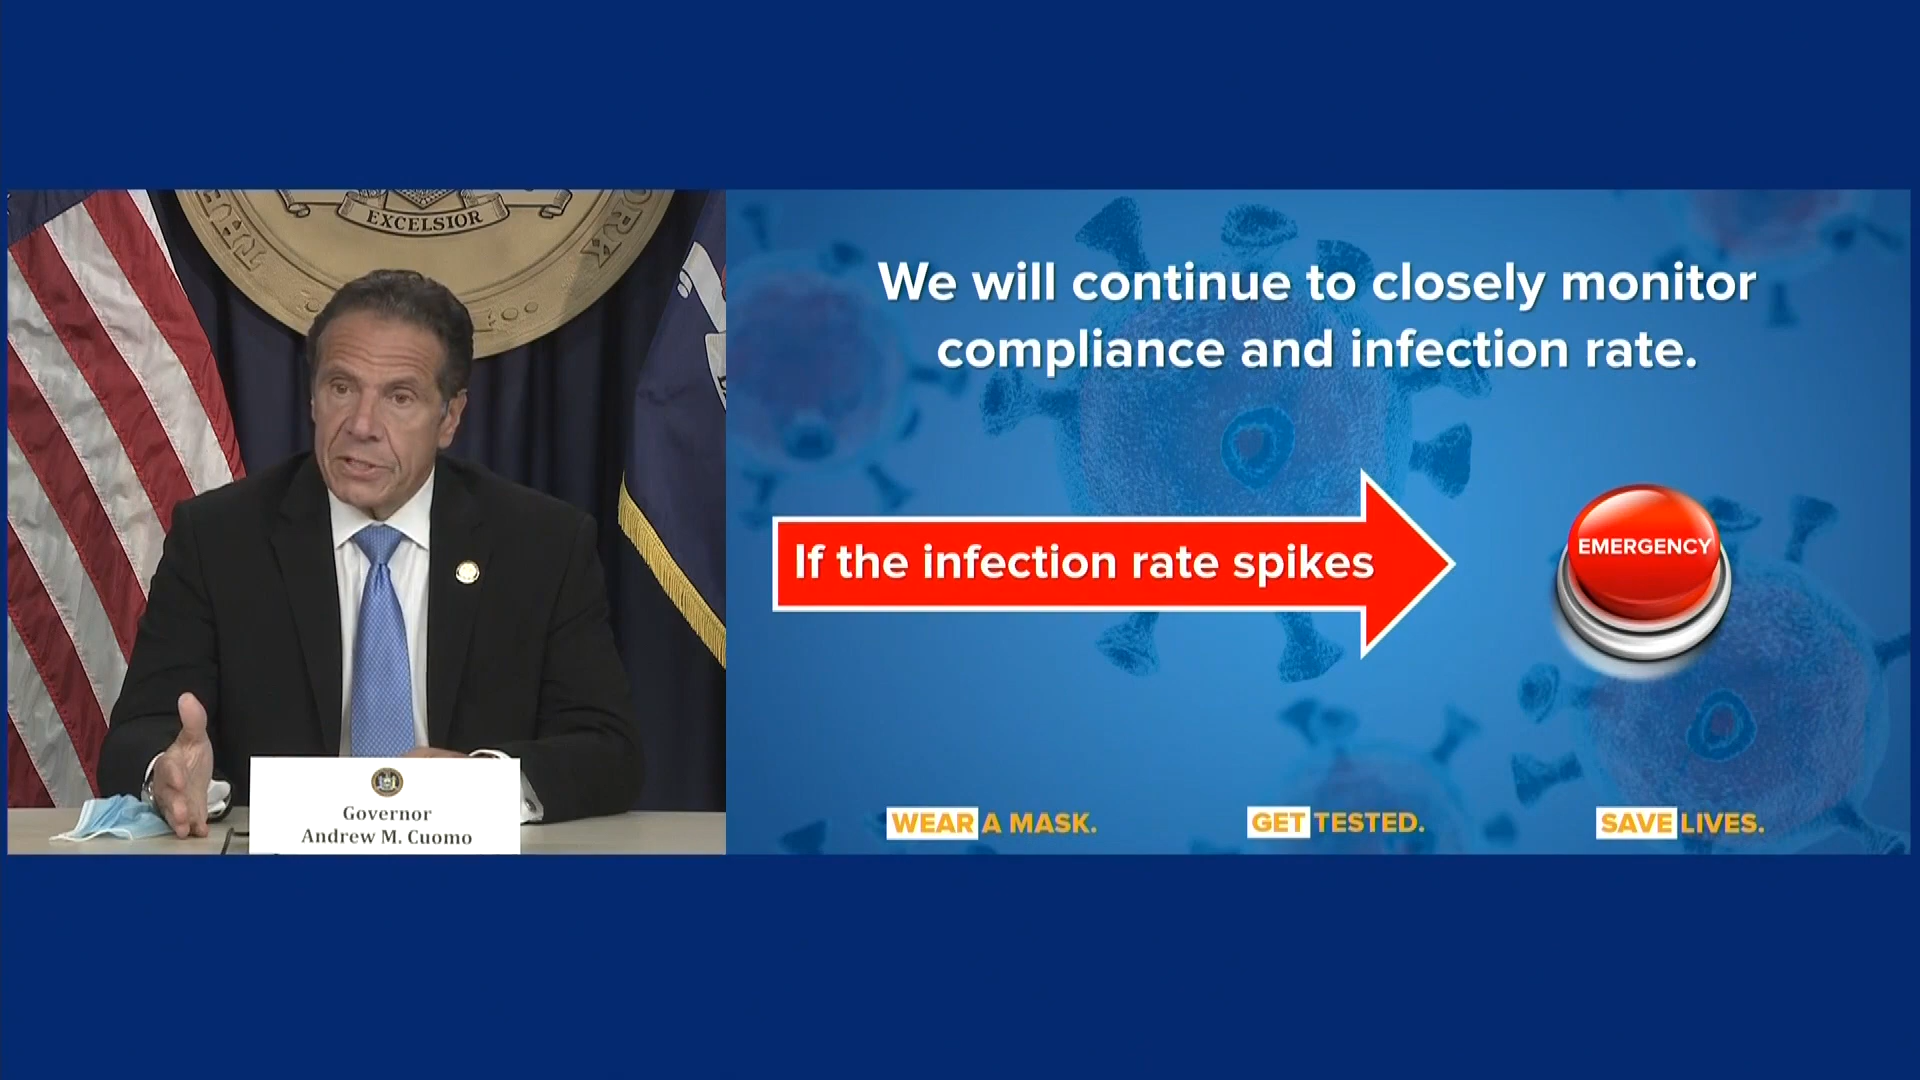 EXCELSIOR
We will continue to closely monitor
compliance and infection rate.
If the infection rate spikes
EMERGENCY
Governor
Andrew M. Cuomo
WEAR A MASK.
GET TESTED.
SAVE LIVES.